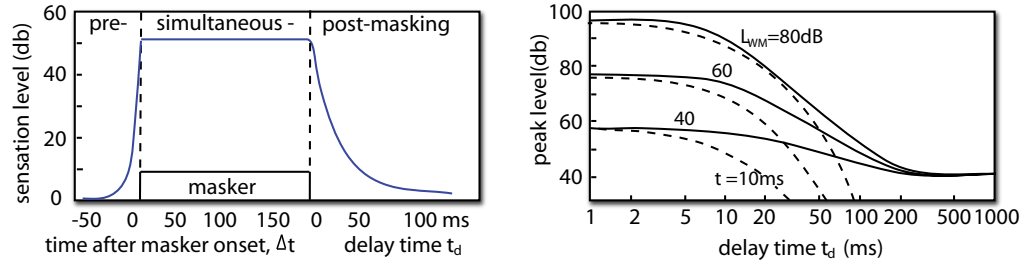 pre-
simultaneous -
post-masking
60
50
40
20
0
sensation level (db)
masker
-50 0 50 100 150 0 50 100 ms
time after masker onset, Δt
delay time t_d
100
80
60
40
peak level(db)
L_WM=80dB
60
40
t =10ms
1 2 5 10 20 50 100 200 500 1000
delay time t_d (ms)